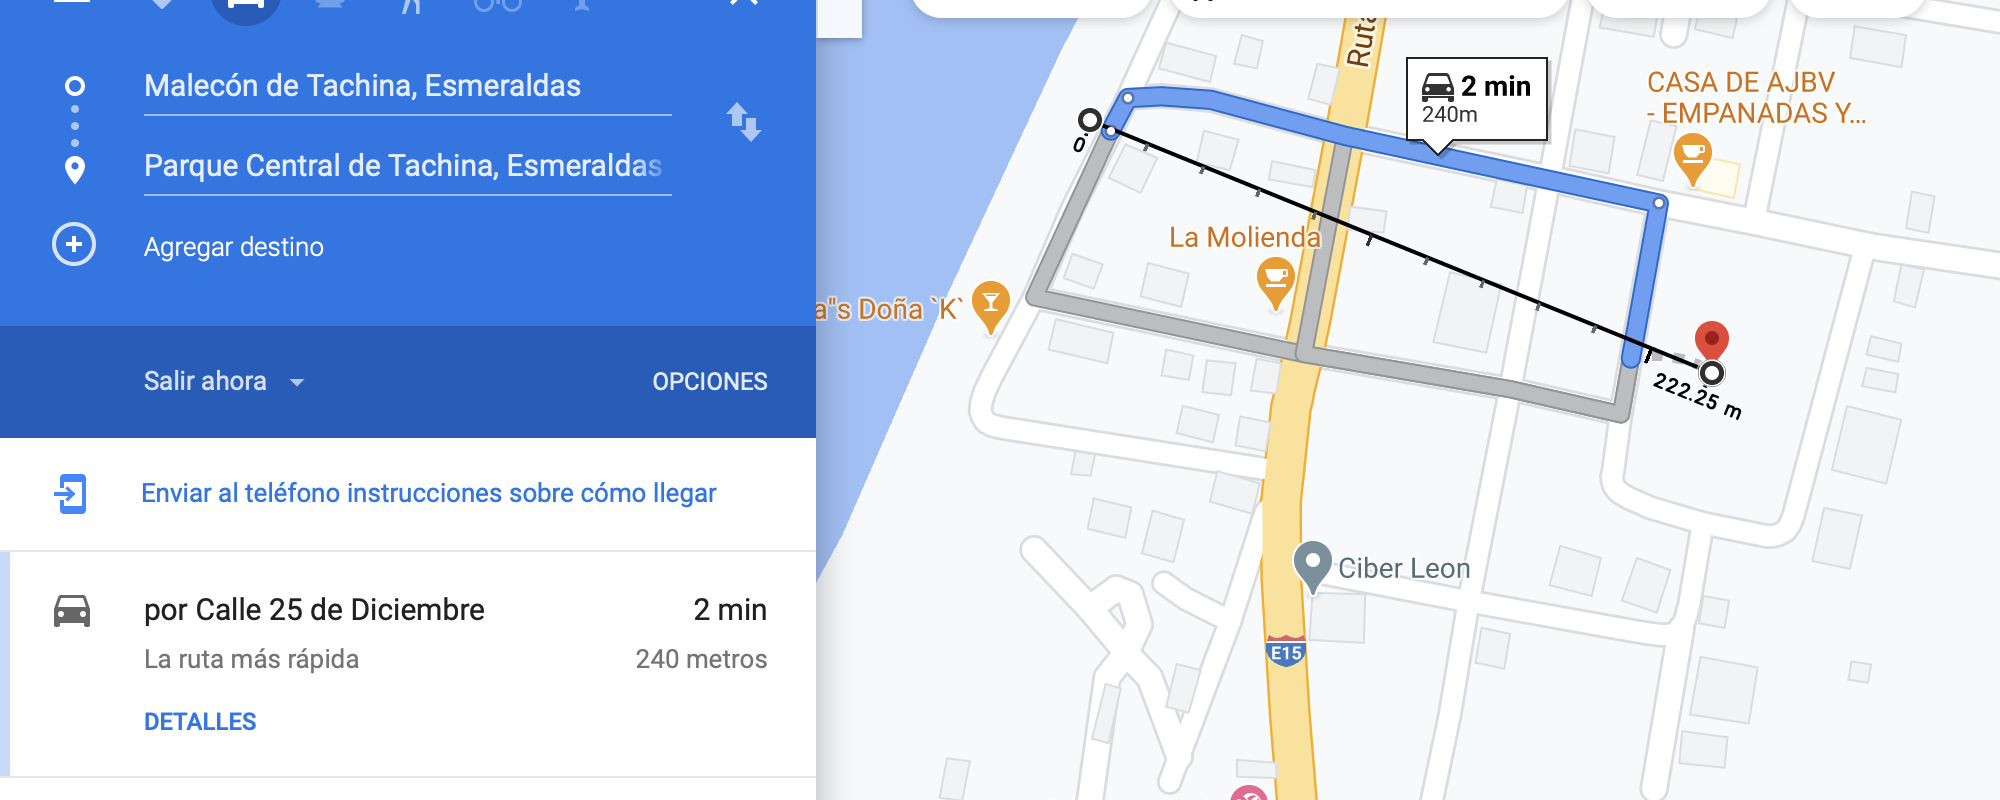 Malecón de Tachina, Esmeraldas
Parque Central de Tachina, Esmeraldas
Agregar destino
Salir ahora
OPCIONES
Enviar al teléfono instrucciones sobre cómo llegar
por Calle 25 de Diciembre
2 min
La ruta más rápida
240 metros
DETALLES
Ruta
2 min
240m
CASA DE AJBV
- EMPANADAS Y...
0
La Molienda
a"s Doña `K`
222.25 m
Ciber Leon
E15